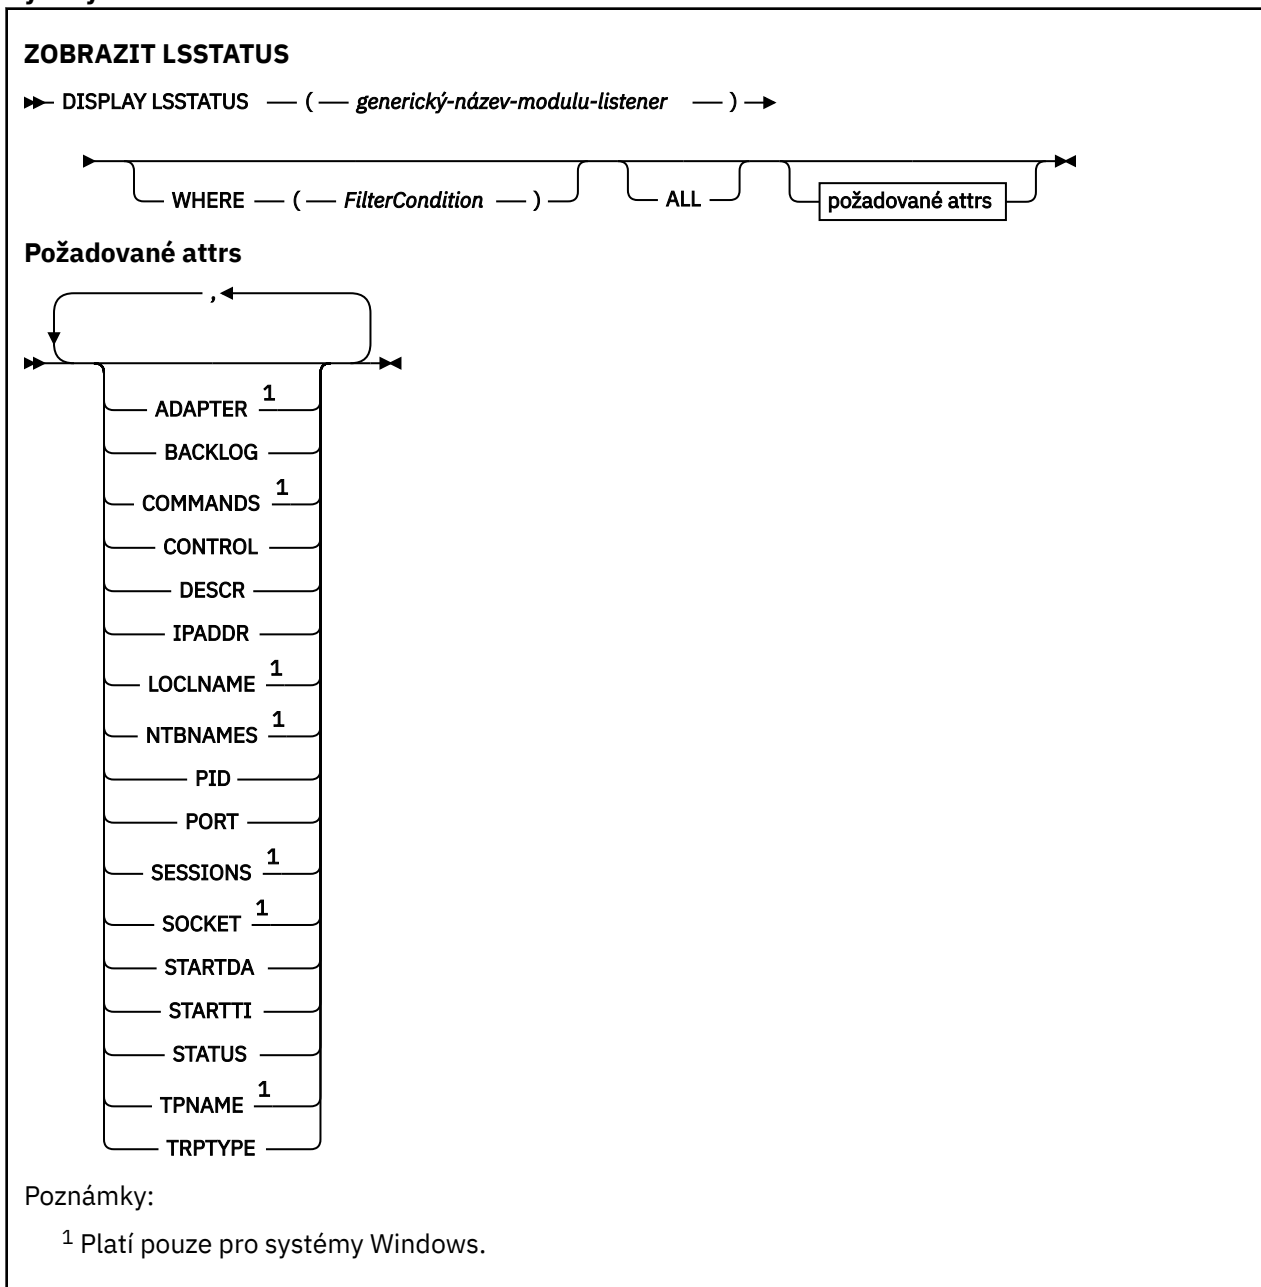 ZOBRAZIT LSSTATUS
DISPLAY LSSTATUS ( generický-název-modulu-listener )
WHERE ( FilterCondition ) ALL požadované attrs
Požadované attrs
,
ADAPTER 1
BACKLOG
COMMANDS 1
CONTROL
DESCR
IPADDR
LOCLNAME 1
NTBNAMES 1
PID
PORT
SESSIONS 1
SOCKET 1
STARTDA
STARTTI
STATUS
TPNAME 1
TRPTYPE
Poznámky:
1 Platí pouze pro systémy Windows.